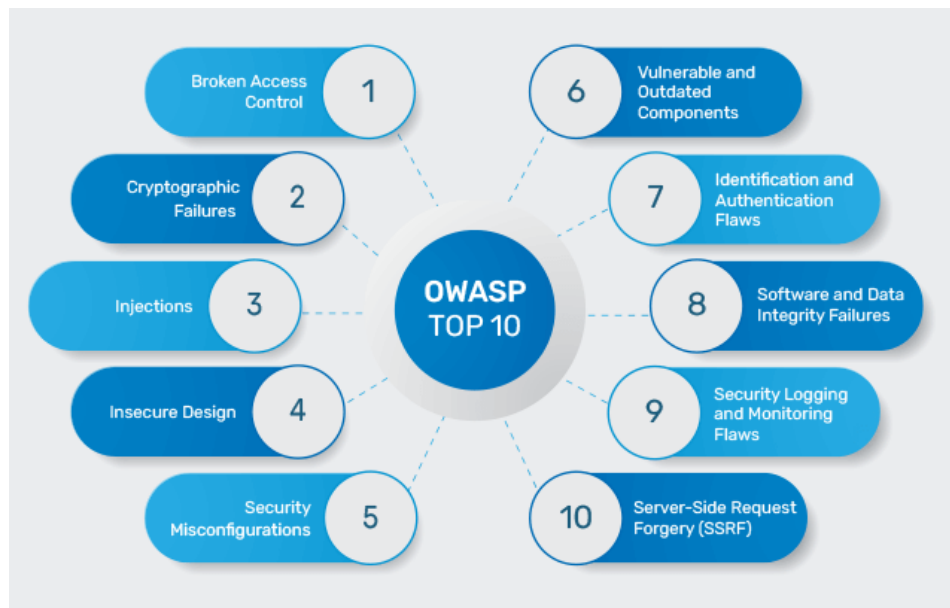 Broken Access
Control
1
Cryptographic
Failures
2
Injections
3
Insecure Design
4
Security
Misconfigurations
5
OWASP
TOP 10
6
Vulnerable and
Outdated
Components
7
Identification and
Authentication
Flaws
8
Software and Data
Integrity Failures
9
Security Logging
and Monitoring
Flaws
10
Server-Side Request
Forgery (SSRF)